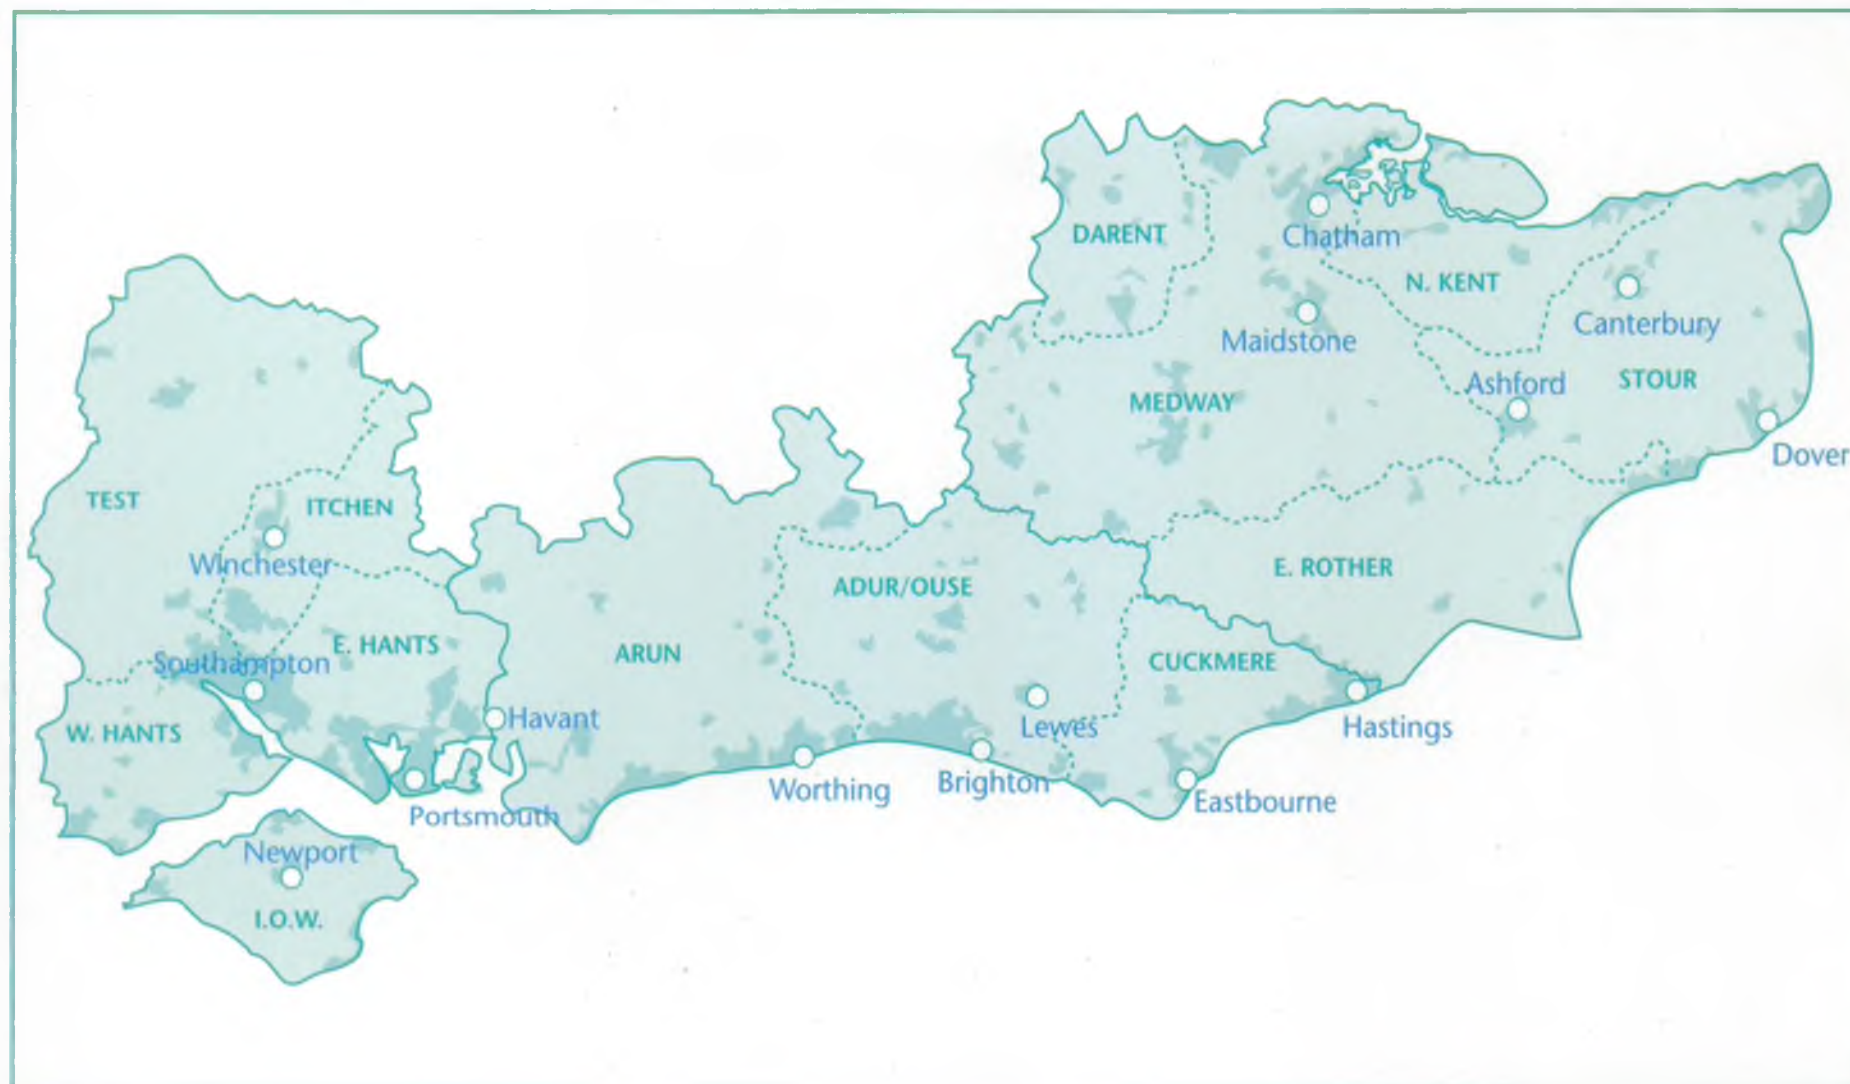 DARENT
Chatham
N. KENT
Canterbury
Maidstone
Ashford
STOUR
MEDWAY
Dover
TEST
ITCHEN
Winchester
E. ROTHER
ADUR/OUSE
E. HANTS
ARUN
CUCKMERE
Southampton
Havant
W. HANTS
Lewes
Hastings
Worthing
Brighton
Eastbourne
Portsmouth
Newport
I.O.W.